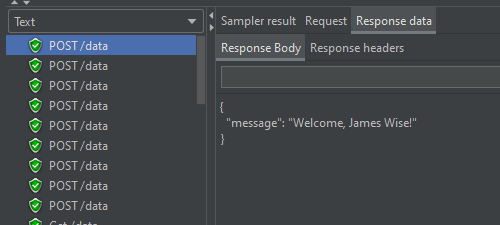 Text
Sampler result Request Response data
POST /data
Response Body Response headers
POST /data
POST /data
POST /data
{
"message": "Welcome, James Wise!"
}
POST /data
POST /data
POST /data
POST /data
POST /data
Get /data